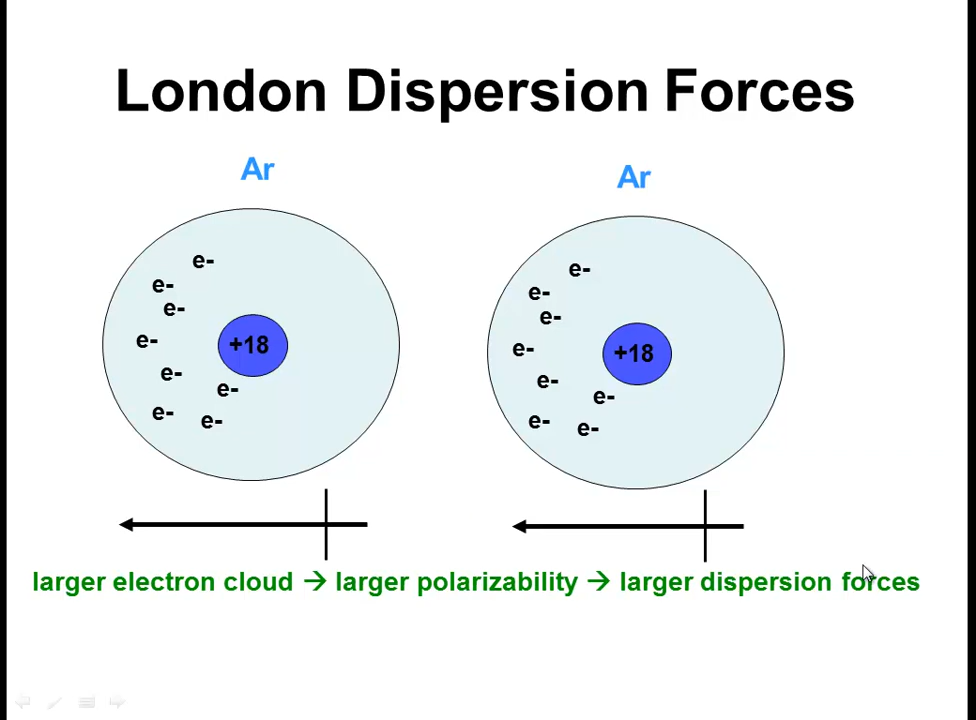 London Dispersion Forces
Ar
Ar
e-
e-
e-
e-
e-
e-
e-
e-
+18
e-
e-
e-
e-
e-
e-
e-
e-
+18
larger electron cloud → larger polarizability → larger dispersion forces